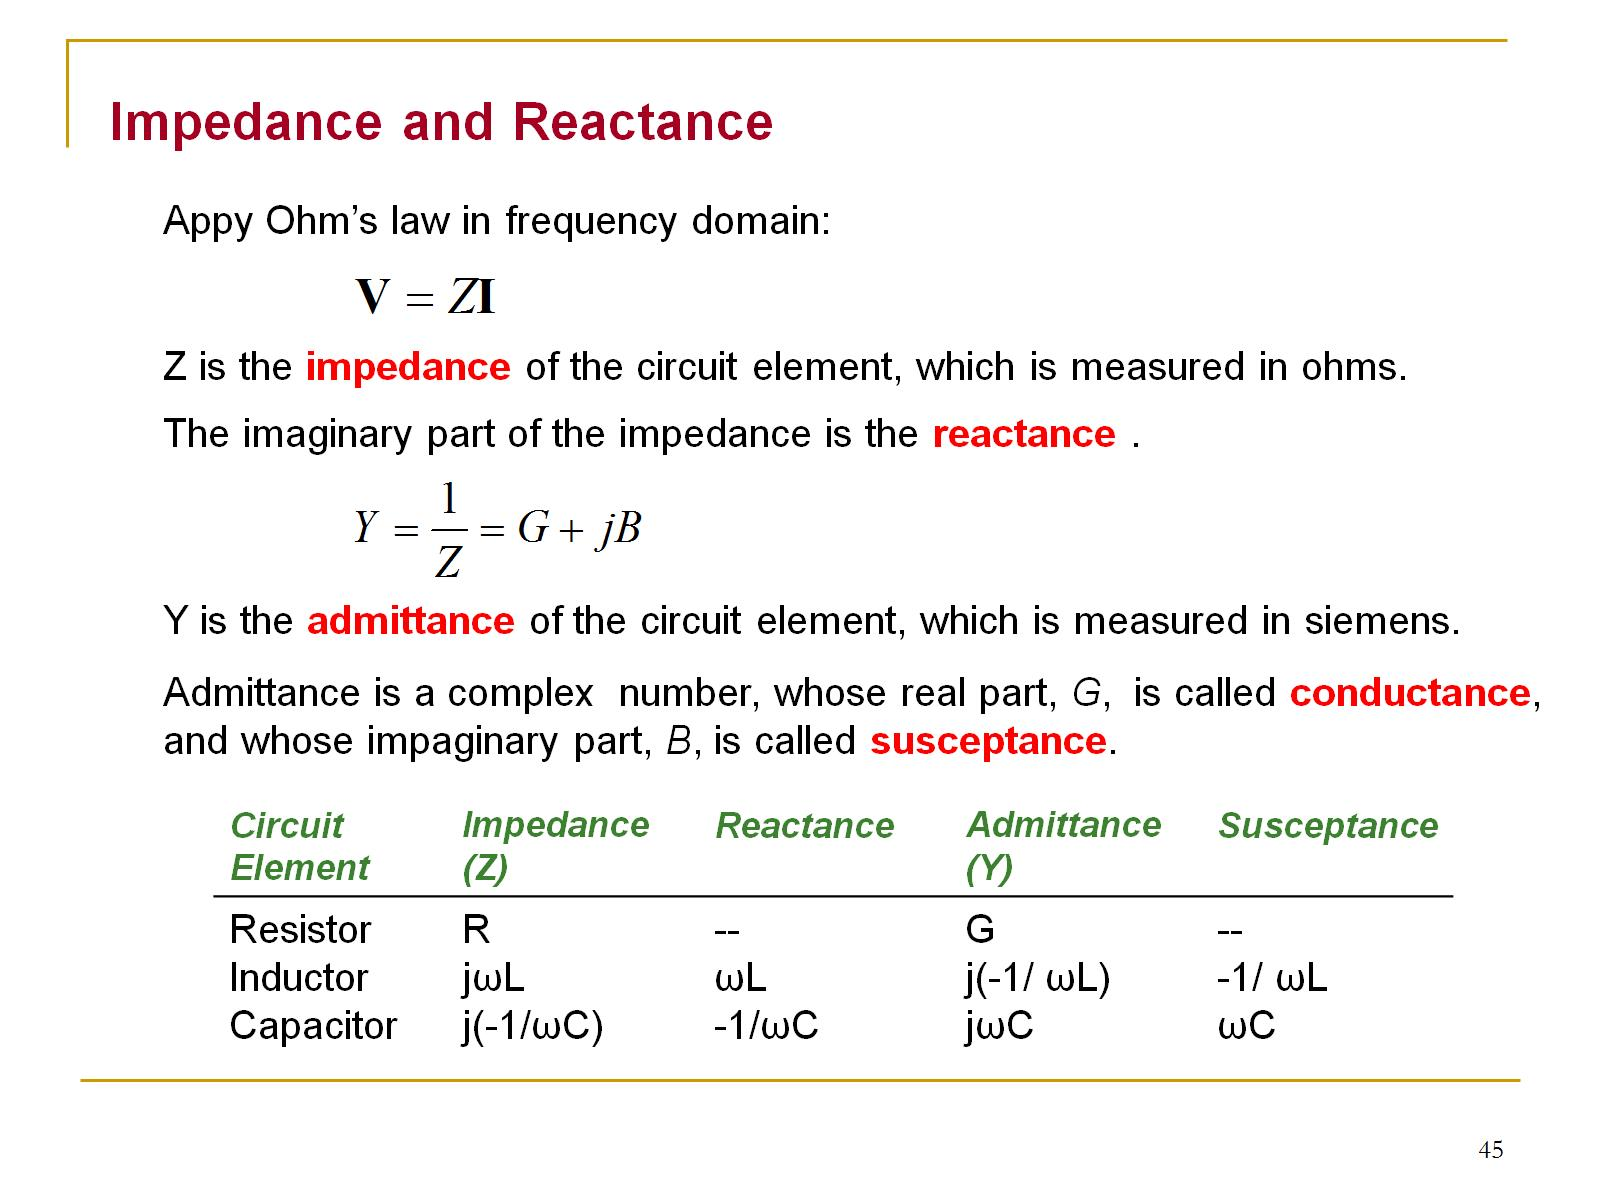 Impedance and Reactance
Appy Ohm’s law in frequency domain:
V = ZI
Z is the impedance of the circuit element, which is measured in ohms.
The imaginary part of the impedance is the reactance .
Y = 1/Z = G + jB
Y is the admittance of the circuit element, which is measured in siemens.
Admittance is a complex number, whose real part, G, is called conductance,
and whose impaginary part, B, is called susceptance.
Circuit Element Impedance (Z) Reactance Admittance (Y) Susceptance
Resistor R -- G --
Inductor jωL ωL j(-1/ ωL) -1/ ωL
Capacitor j(-1/ωC) -1/ωC jωC ωC
45